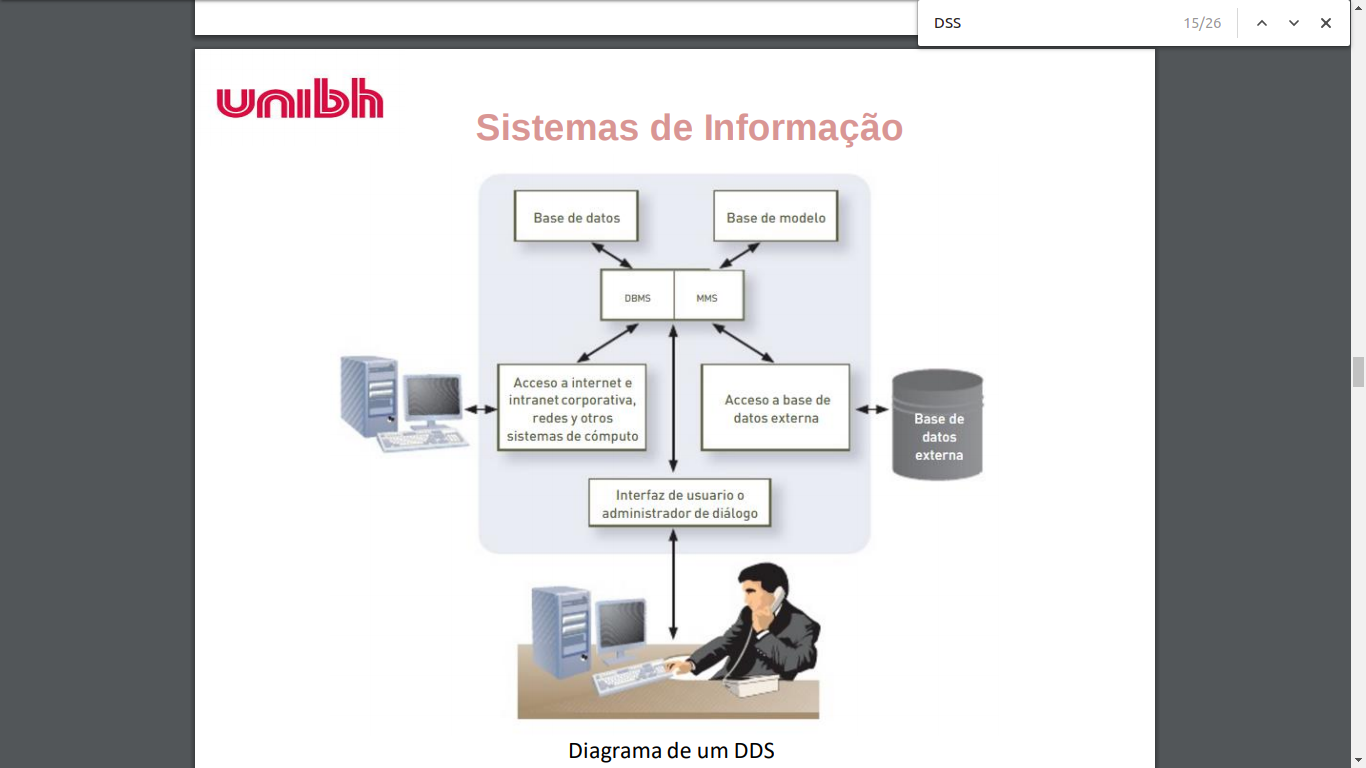 DSS
15/26
unibh
Sistemas de Informação
Base de datos
Base de modelo
DBMS
MMS
Acceso a internet e
intranet corporativa,
redes y otros
sistemas de cómputo
Acceso a base de
datos externa
Base de
datos
externa
Interfaz de usuario o
administrador de diálogo
Diagrama de um DDS